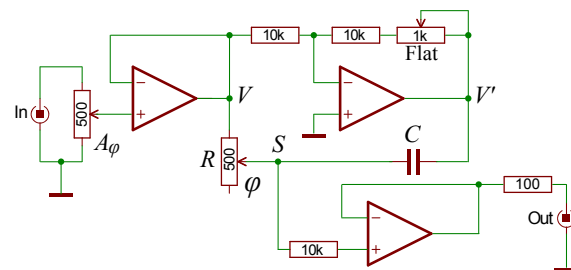 10k 10k 1k
Flat
In 500 Aφ
− +
V
− +
V'
R 500 φ
S
C
10k
− +
100
Out